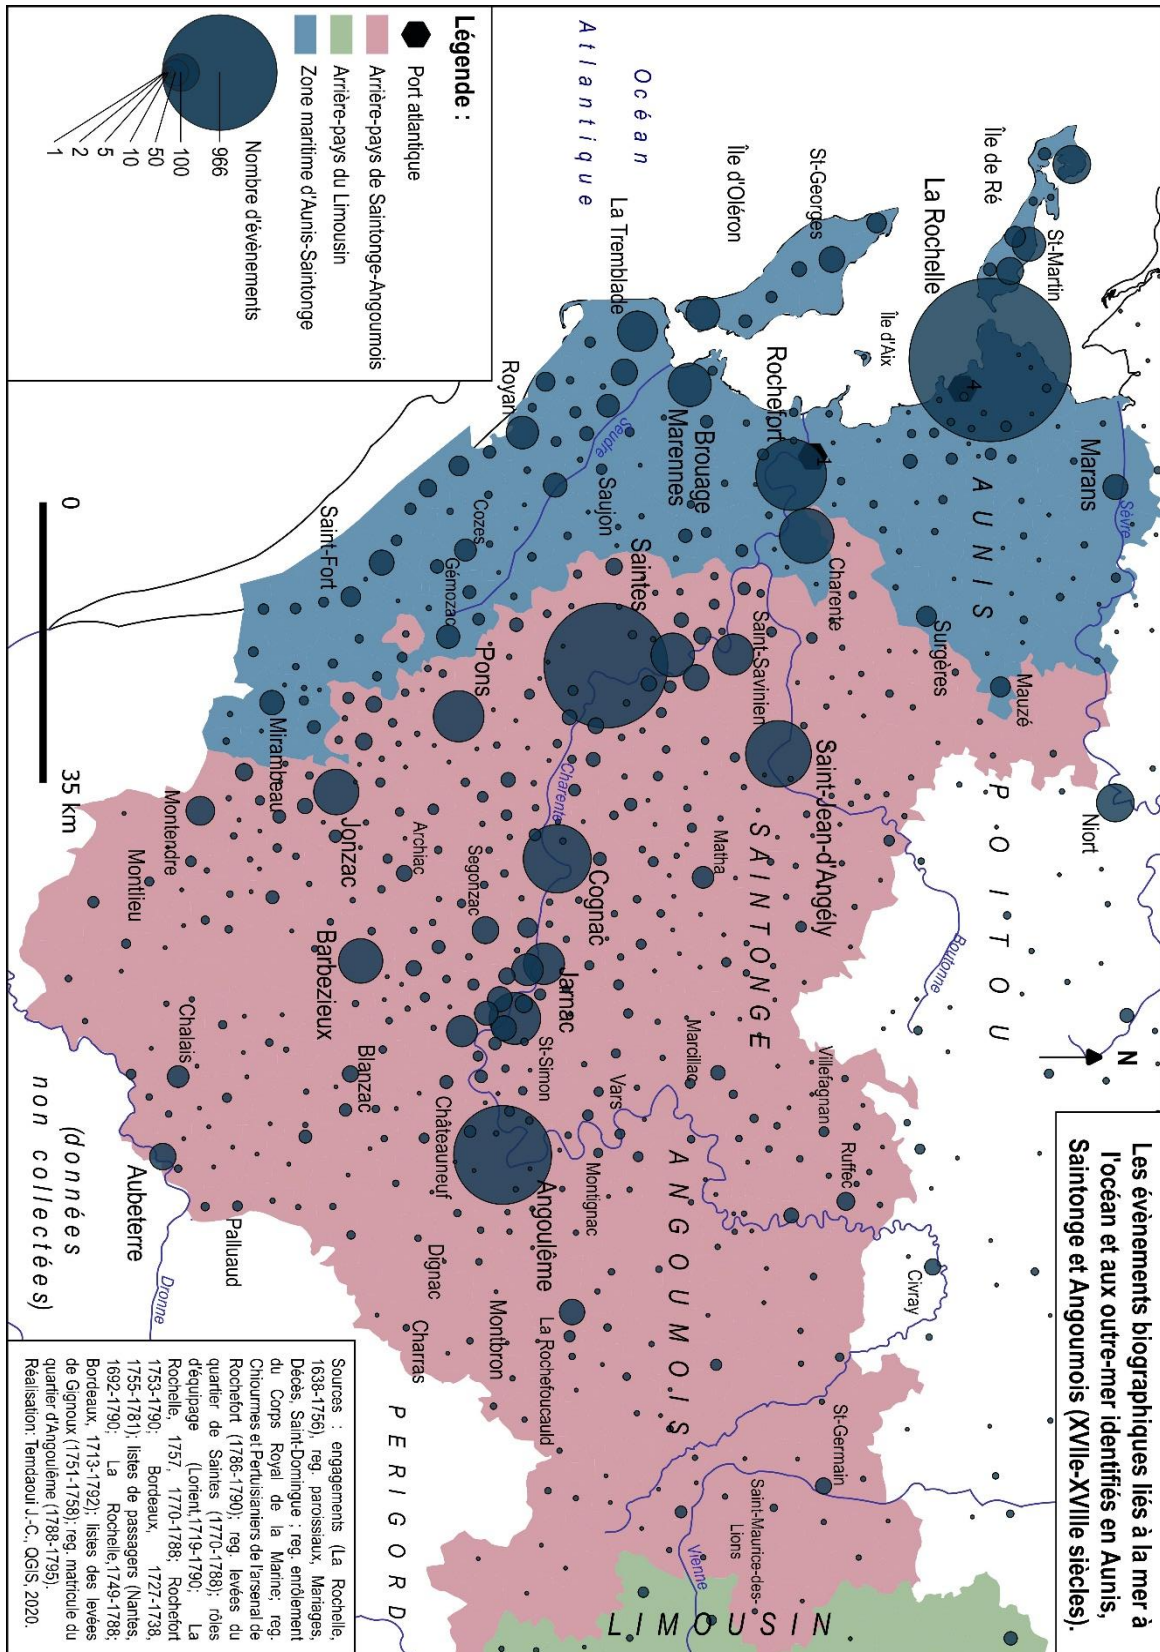 Les évènements biographiques liés à la mer à
l'océan et aux outre-mer identifiés en Aunis,
Saintonge et Angoumois (XVIIe-XVIIIe siècles).
N
Océan
Atlantique
Île de Ré
St-Martin
La Rochelle
4
Île d'Aix
St-Georges
Île d'Oléron
La Tremblade
Marans
Sèvre
AUNIS
Rochefort
1
Brouage
Marennes
Seudre
Royan
Saujon
Cozes
Gémozac
Saint-Fort
Charente
Surgères
Mauzé
Niort
POITOU
Saint-Savinien
Saintes
Pons
Mirambeau
Saint-Jean-d'Angély
Boutonne
SAINTONGE
Matha
Charente
Cognac
Segonzac
Archiac
Jonzac
Montendre
Montlieu
Jarnac
St-Simon
Barbezieux
Blanzac
Chalais
Châteauneuf
Villefagnan
Marcillac
Vars
Ruffec
Montignac
ANGOUMOIS
Angoulême
Aubeterre
Palluaud
Dronne
Civray
La Rochefoucauld
Dignac
Montbron
Charras
St-Germain
Saint-Maurice-des-
Lions
Vienne
LIMOUSIN
PERIGORD
(données
non collectées)
0
35 km
Légende :
Port atlantique
Arrière-pays de Saintonge-Angoumois
Arrière-pays du Limousin
Zone maritime d'Aunis-Saintonge
Nombre d'évènements
966
100
50
10
5
2
1
Sources : engagements (La Rochelle,
1638-1756), reg. paroissiaux, Mariages,
Décès, Saint-Domingue ; reg. enrôlement
du Corps Royal de la Marine; reg.
Chiourmes et Pertuisianiers de l'arsenal de
Rochefort (1786-1790); reg. levées du
quartier de Saintes (1770-1788); rôles
d'équipage (Lorient,1719-1790; La
Rochelle, 1757, 1770-1788; Rochefort
1753-1790; Bordeaux, 1727-1738,
1755-1781); listes de passagers (Nantes,
1692-1790; La Rochelle,1749-1788;
Bordeaux, 1713-1792); listes des levées
de Gignoux (1751-1758); reg. matricule du
quartier d'Angoulême (1788-1795).
Réalisation: Temdaoui J.-C., QGIS, 2020.